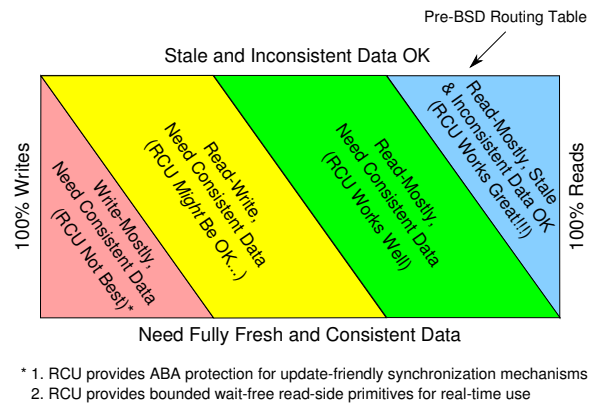 Pre-BSD Routing Table
Stale and Inconsistent Data OK
100% Writes
Write-Mostly,
Need Consistent Data
(RCU Not Best)*
Read-Write,
Need Consistent Data
(RCU Might Be OK...)
Read-Mostly,
Need Consistent Data
(RCU Works Well)
Read-Mostly, Stale
& Inconsistent Data OK
(RCU Works Great!!!)
100% Reads
Need Fully Fresh and Consistent Data
* 1. RCU provides ABA protection for update-friendly synchronization mechanisms
2. RCU provides bounded wait-free read-side primitives for real-time use